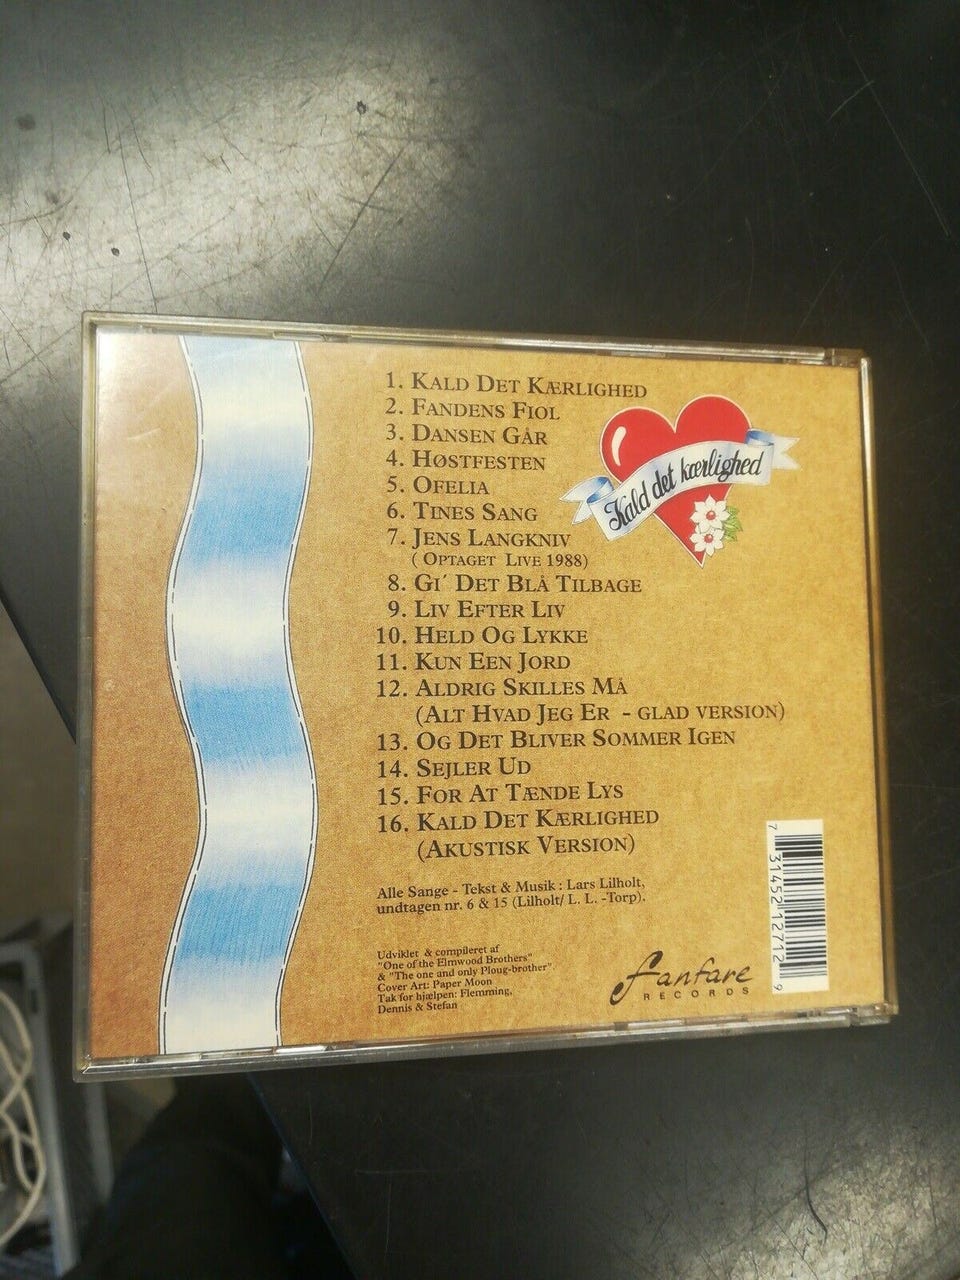 1. KALD DET KÆRLIGHED
2. FANDENS FIOL
3. DANSEN GÅR
4. HØSTFESTEN
5. OFELIA
6. TINES SANG
7. JENS LANGKNIV
( OPTAGET LIVE 1988)
8. GI´ DET BLÅ TILBAGE
9. LIV EFTER LIV
10. HELD OG LYKKE
11. KUN EEN JORD
12. ALDRIG SKILLES MÅ
(ALT HVAD JEG ER - GLAD VERSION)
13. OG DET BLIVER SOMMER IGEN
14. SEJLER UD
15. FOR AT TÆNDE LYS
16. KALD DET KÆRLIGHED
(AKUSTISK VERSION)
Kald det kærlighed
Alle Sange - Tekst & Musik : Lars Lilholt,
undtagen nr. 6 & 15 (Lilholt/ L. L. -Torp).
Udviklet & compileret af
"One of the Elmwood Brothers"
& "The one and only Ploug-brother"
Cover Art: Paper Moon
Tak for hjælpen: Flemming,
Dennis & Stefan
fanfare
RECORDS
7 31452 12712 9